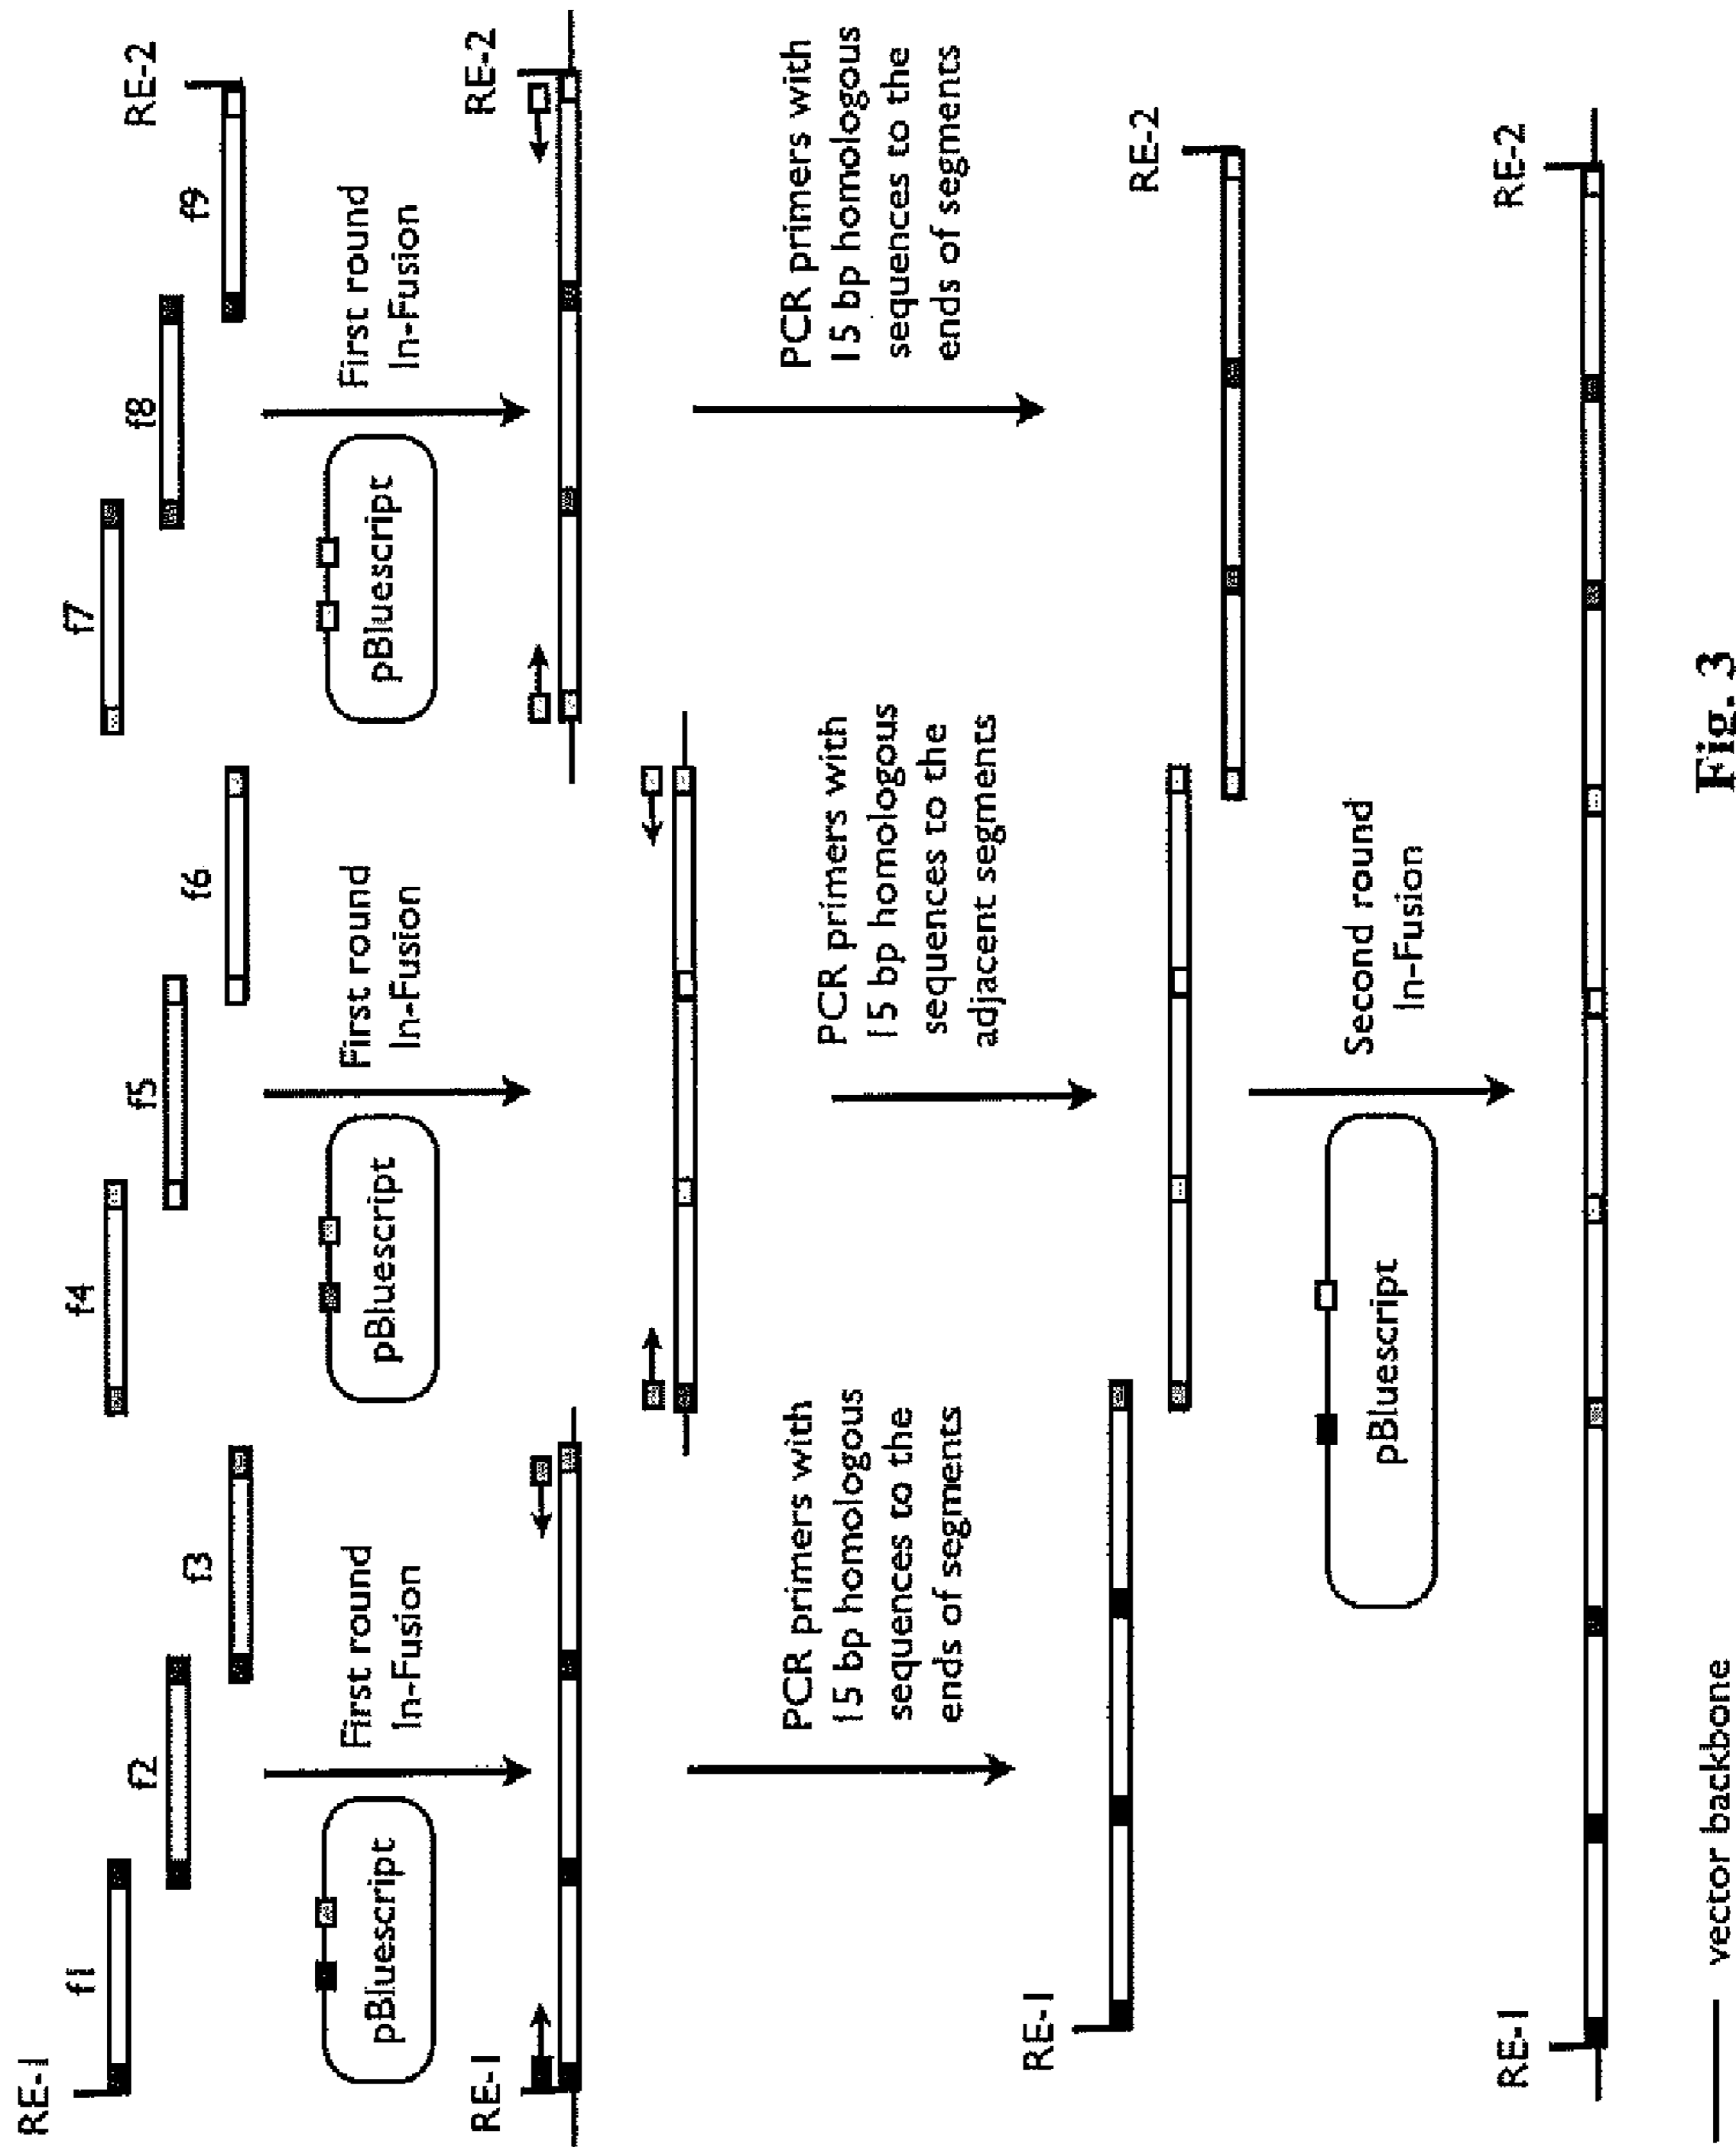 RE-1
f1
f2
f3
f4
f5
f6
f7
f8
f9
RE-2
pBluescript
First round
In-Fusion
pBluescript
First round
In-Fusion
pBluescript
First round
In-Fusion
RE-1
RE-2
PCR primers with
15 bp homologous
sequences to the
ends of segments
PCR primers with
15 bp homologous
sequences to the
adjacent segments
PCR primers with
15 bp homologous
sequences to the
ends of segments
RE-1
RE-2
pBluescript
Second round
In-Fusion
RE-1
RE-2
vector backbone
Fig. 3